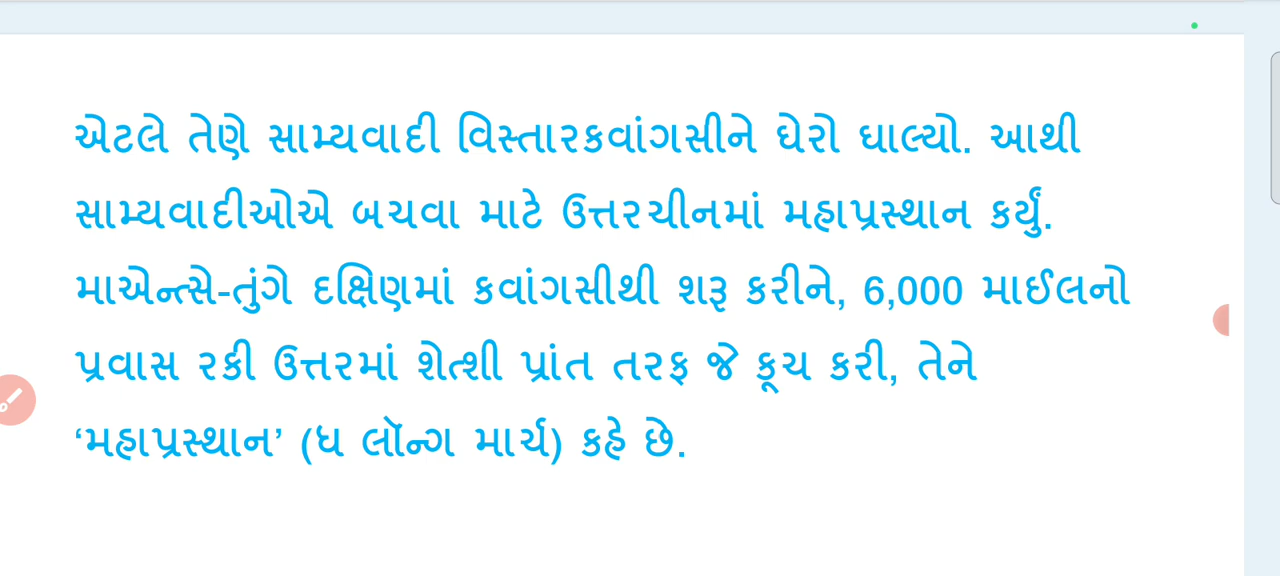 એટલે તેણે સામ્યવાદી વિસ્તારકવાંગસીને ઘેરો ઘાલ્યો. આથી
સામ્યવાદીઓએ બચવા માટે ઉત્તરચીનમાં મહાપ્રસ્થાન કર્યું.
માએન્ત્સે-તુંગે દક્ષિણમાં કવાંગસીથી શરૂ કરીને, 6,000 માઈલનો
પ્રવાસ રકી ઉત્તરમાં શેત્શી પ્રાંત તરફ જે કૂચ કરી, તેને
‘મહાપ્રસ્થાન’ (ધ લૉન્ગ માર્ચ) કહે છે.